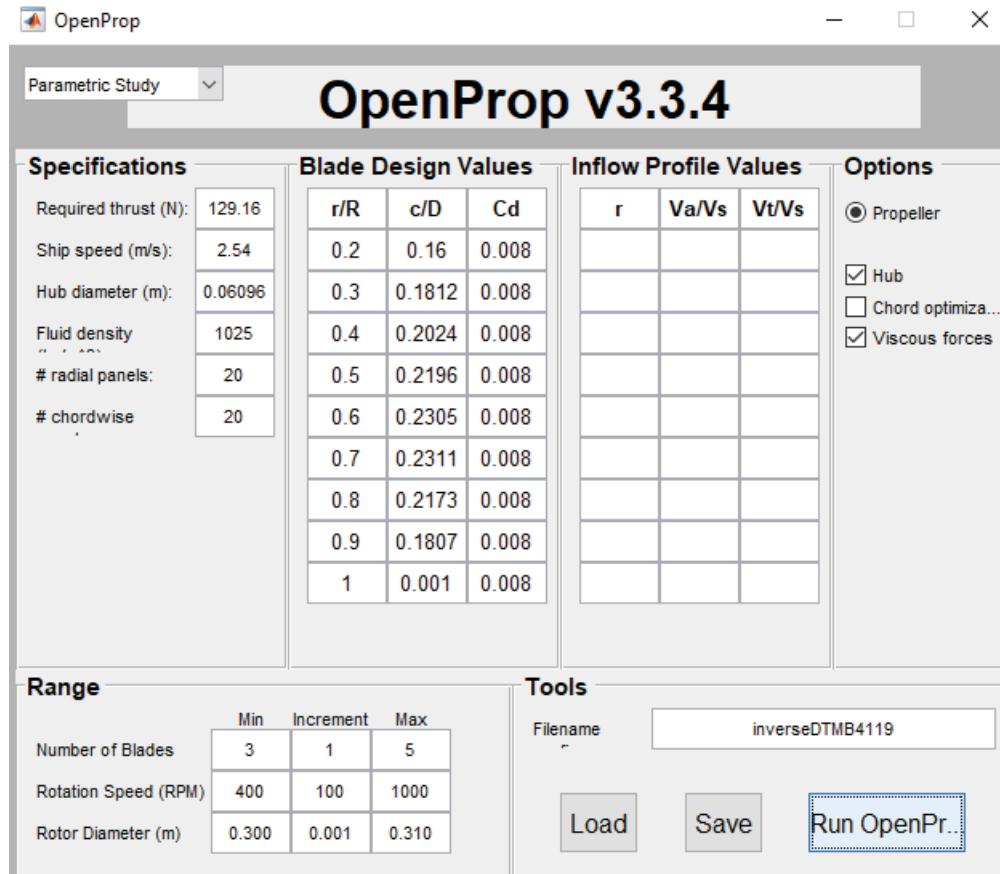 OpenProp
Parametric Study
OpenProp v3.3.4
Specifications
Required thrust (N): 129.16
Ship speed (m/s): 2.54
Hub diameter (m): 0.06096
Fluid density 1025
# radial panels: 20
# chordwise 20
Blade Design Values
r/R c/D Cd
0.2 0.16 0.008
0.3 0.1812 0.008
0.4 0.2024 0.008
0.5 0.2196 0.008
0.6 0.2305 0.008
0.7 0.2311 0.008
0.8 0.2173 0.008
0.9 0.1807 0.008
1 0.001 0.008
Inflow Profile Values
r Va/Vs Vt/Vs
Options
Propeller
Hub
Chord optimiza...
Viscous forces
Range
Min Increment Max
Number of Blades 3 1 5
Rotation Speed (RPM) 400 100 1000
Rotor Diameter (m) 0.300 0.001 0.310
Tools
Filename inverseDTMB4119
Load Save Run OpenPr...